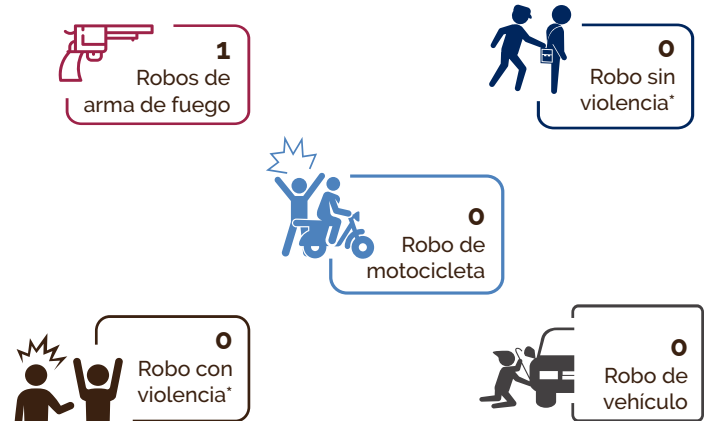 1
Robos de
arma de fuego
0
Robo sin
violencia*
0
Robo de
motocicleta
0
Robo con
violencia*
0
Robo de
vehículo